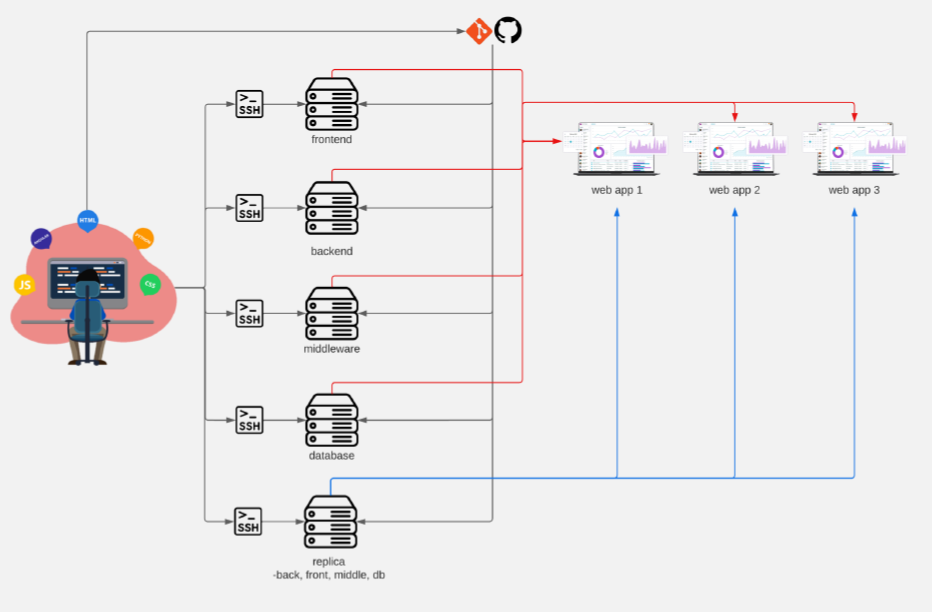 >_
SSH
frontend
web app 1
web app 2
web app 3
>_
SSH
HTML
JS
CSS
backend
>_
SSH
middleware
>_
SSH
database
>_
SSH
replica
-back, front, middle, db